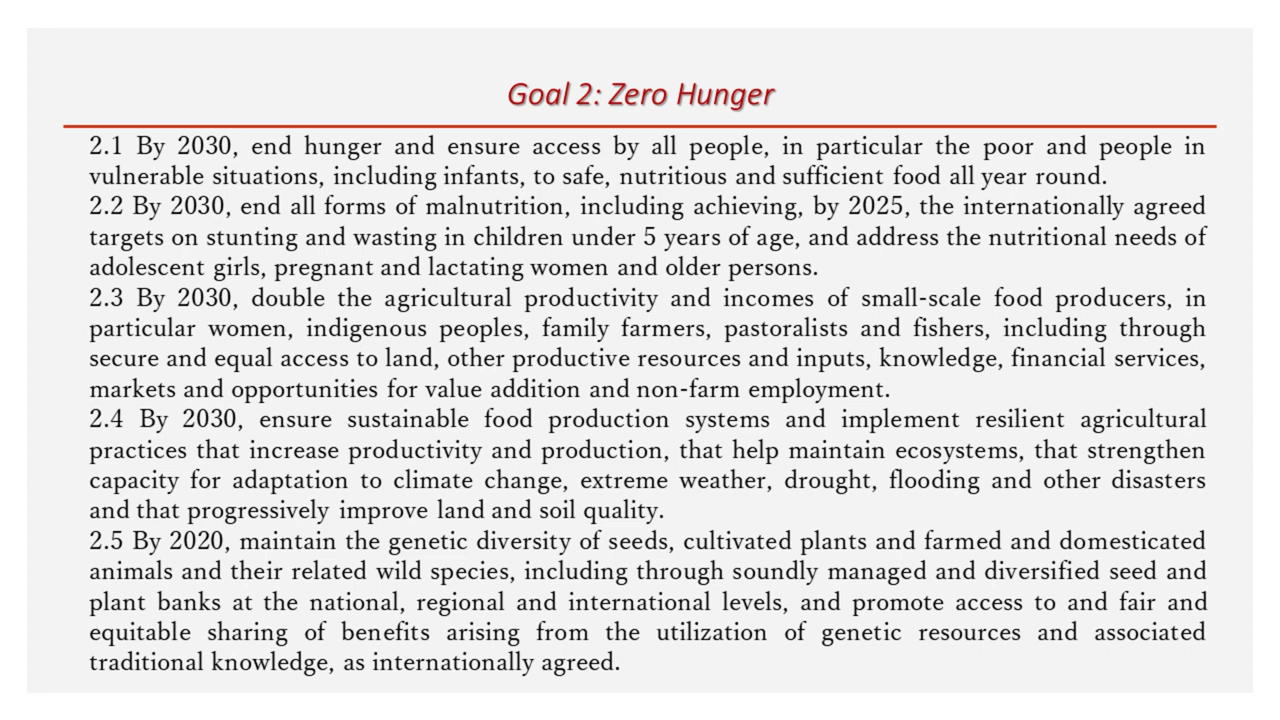 Goal 2: Zero Hunger
2.1 By 2030, end hunger and ensure access by all people, in particular the poor and people in
vulnerable situations, including infants, to safe, nutritious and sufficient food all year round.
2.2 By 2030, end all forms of malnutrition, including achieving, by 2025, the internationally agreed
targets on stunting and wasting in children under 5 years of age, and address the nutritional needs of
adolescent girls, pregnant and lactating women and older persons.
2.3 By 2030, double the agricultural productivity and incomes of small-scale food producers, in
particular women, indigenous peoples, family farmers, pastoralists and fishers, including through
secure and equal access to land, other productive resources and inputs, knowledge, financial services,
markets and opportunities for value addition and non-farm employment.
2.4 By 2030, ensure sustainable food production systems and implement resilient agricultural
practices that increase productivity and production, that help maintain ecosystems, that strengthen
capacity for adaptation to climate change, extreme weather, drought, flooding and other disasters
and that progressively improve land and soil quality.
2.5 By 2020, maintain the genetic diversity of seeds, cultivated plants and farmed and domesticated
animals and their related wild species, including through soundly managed and diversified seed and
plant banks at the national, regional and international levels, and promote access to and fair and
equitable sharing of benefits arising from the utilization of genetic resources and associated
traditional knowledge, as internationally agreed.